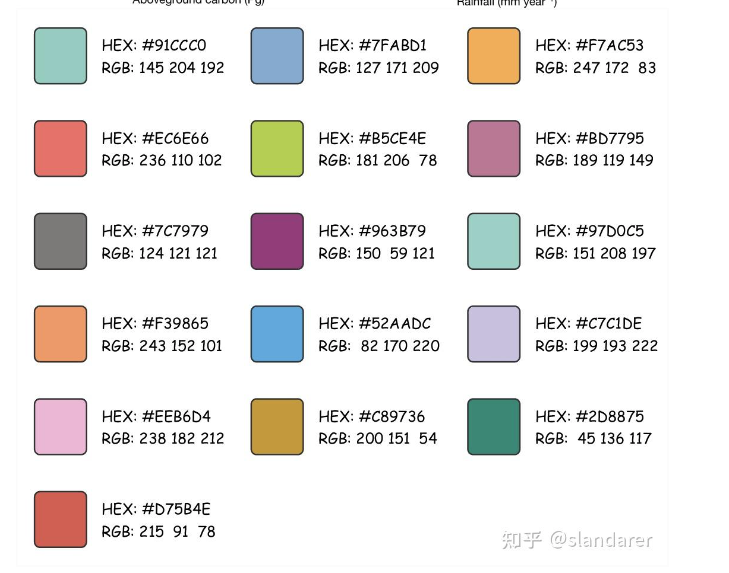 Aboveground carbon (Pg)
Rainfall (mm year⁻¹)
HEX: #91CCC0
RGB: 145 204 192
HEX: #7FABD1
RGB: 127 171 209
HEX: #F7AC53
RGB: 247 172  83
HEX: #EC6E66
RGB: 236 110 102
HEX: #B5CE4E
RGB: 181 206  78
HEX: #BD7795
RGB: 189 119 149
HEX: #7C7979
RGB: 124 121 121
HEX: #963B79
RGB: 150  59 121
HEX: #97D0C5
RGB: 151 208 197
HEX: #F39865
RGB: 243 152 101
HEX: #52AADC
RGB:  82 170 220
HEX: #C7C1DE
RGB: 199 193 222
HEX: #EEB6D4
RGB: 238 182 212
HEX: #C89736
RGB: 200 151  54
HEX: #2D8875
RGB:  45 136 117
HEX: #D75B4E
RGB: 215  91  78
知乎 @slandarer